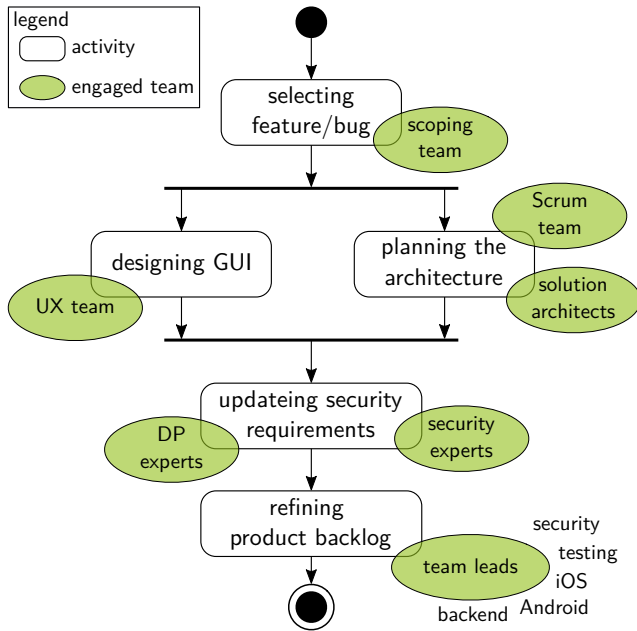 legend
activity
engaged team
selecting
feature/bug
scoping
team
Scrum
team
designing GUI
planning the
architecture
UX team
solution
architects
updateing security
requirements
DP
experts
security
experts
refining
product backlog
team leads
security
testing
iOS
Android
backend